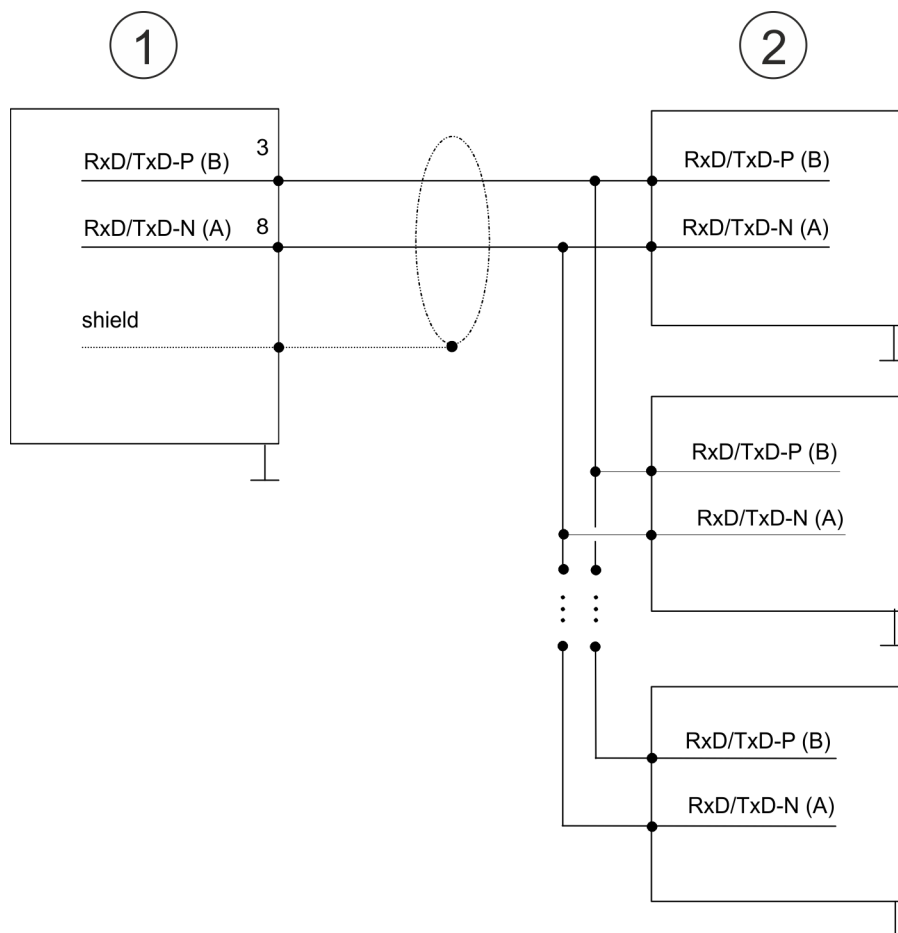 1
2
RxD/TxD-P (B)
3
RxD/TxD-N (A)
8
shield
RxD/TxD-P (B)
RxD/TxD-N (A)
RxD/TxD-P (B)
RxD/TxD-N (A)
RxD/TxD-P (B)
RxD/TxD-N (A)